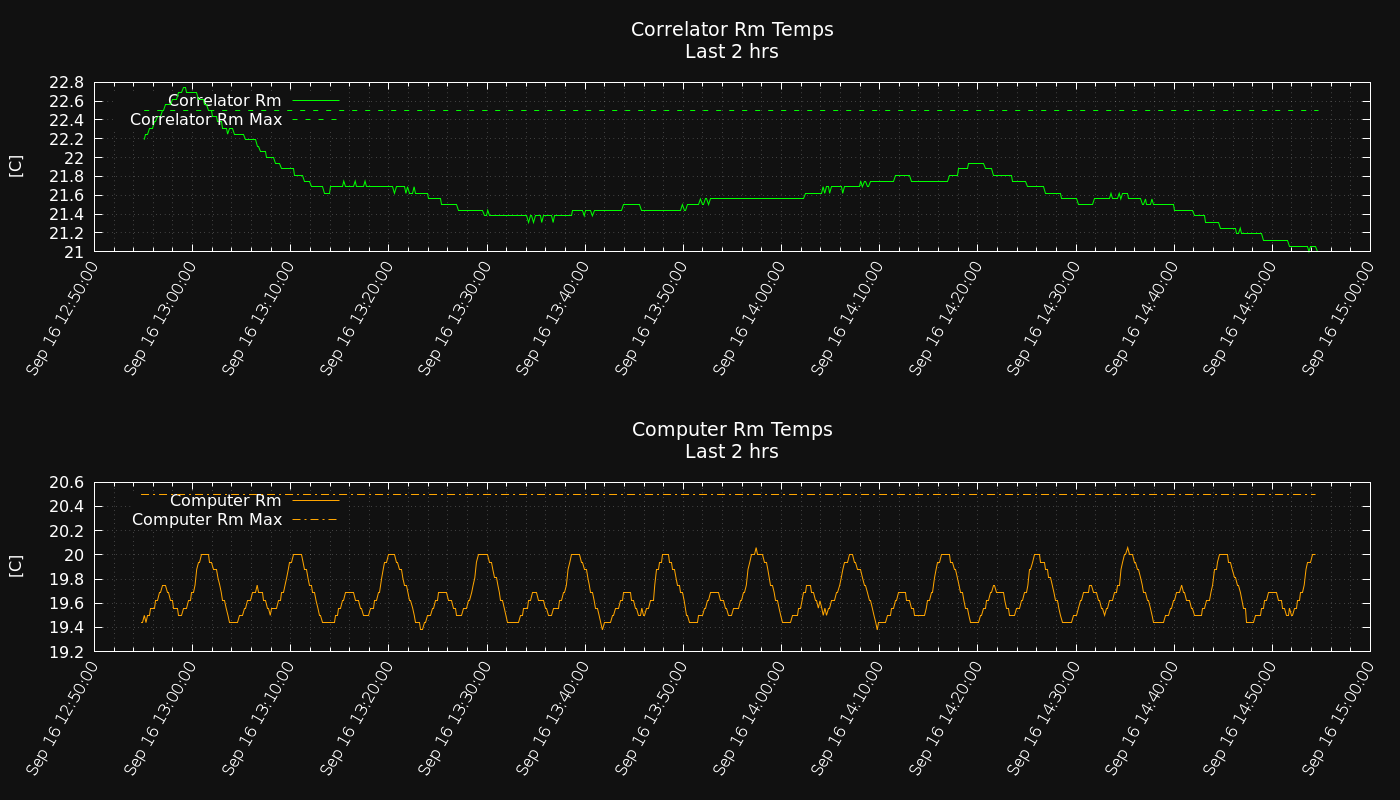 Correlator Rm Temps
Last 2 hrs
22.8
22.6
22.4
22.2
22
21.8
21.6
21.4
21.2
21
[C]
Correlator Rm
Correlator Rm Max
Sep 16 12:50:00
Sep 16 13:00:00
Sep 16 13:10:00
Sep 16 13:20:00
Sep 16 13:30:00
Sep 16 13:40:00
Sep 16 13:50:00
Sep 16 14:00:00
Sep 16 14:10:00
Sep 16 14:20:00
Sep 16 14:30:00
Sep 16 14:40:00
Sep 16 14:50:00
Sep 16 15:00:00
Computer Rm Temps
Last 2 hrs
20.6
20.4
20.2
20
19.8
19.6
19.4
19.2
[C]
Computer Rm
Computer Rm Max
Sep 16 12:50:00
Sep 16 13:00:00
Sep 16 13:10:00
Sep 16 13:20:00
Sep 16 13:30:00
Sep 16 13:40:00
Sep 16 13:50:00
Sep 16 14:00:00
Sep 16 14:10:00
Sep 16 14:20:00
Sep 16 14:30:00
Sep 16 14:40:00
Sep 16 14:50:00
Sep 16 15:00:00